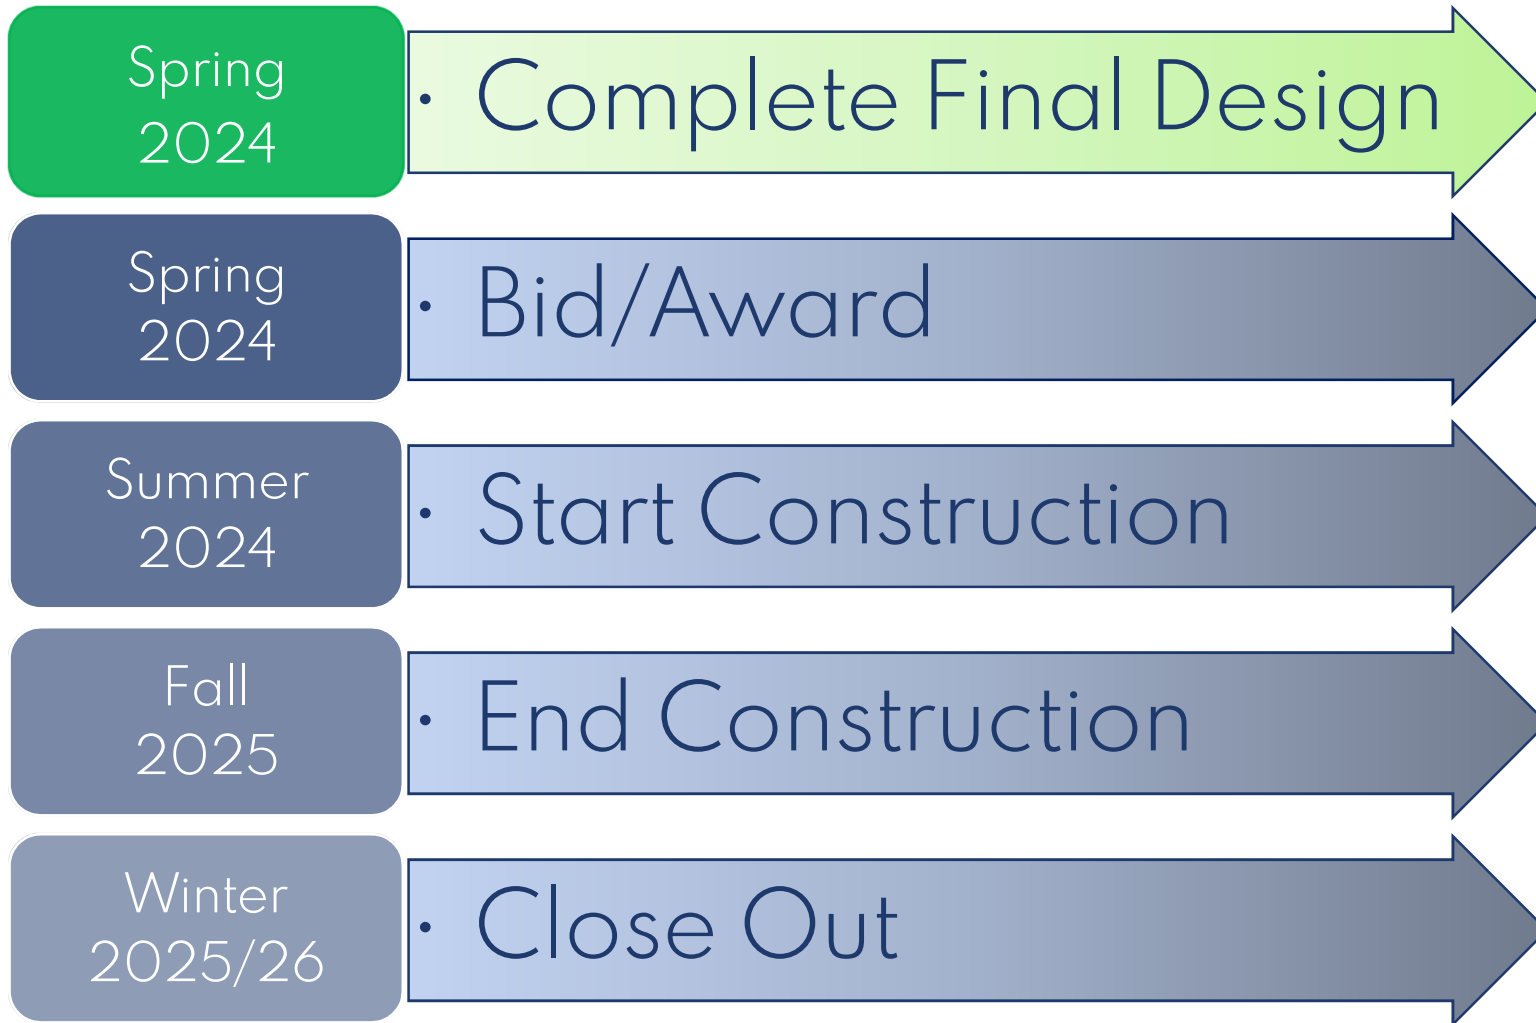 Spring
2024
• Complete Final Design
Spring
2024
• Bid/Award
Summer
2024
• Start Construction
Fall
2025
• End Construction
Winter
2025/26
• Close Out